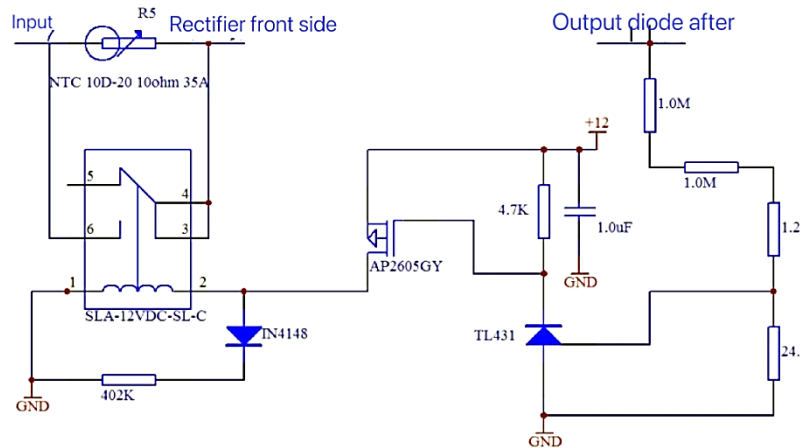 Input
R5
Rectifier front side
Output diode after
NTC 10D-20 10ohm 35A
1.0M
+12
1.0M
5
4
4.7K
1.0uF
1.2
6
3
AP2605GY
GND
1
2
SLA-12VDC-SL-C
IN4148
TL431
24.
402K
GND
GND